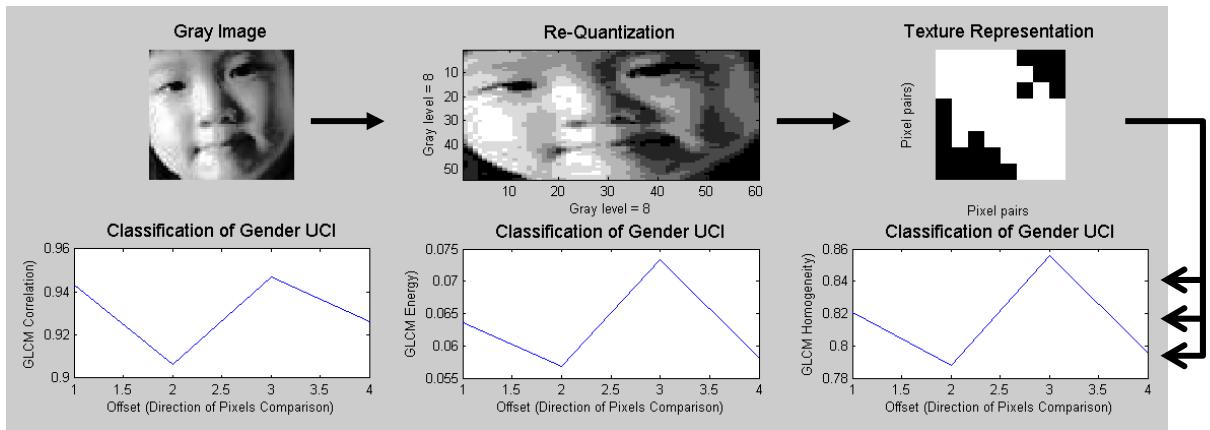 Gray Image
Re-Quantization
Texture Representation
Gray level = 8
10
20
30
40
50
10 20 30 40 50 60
Gray level = 8
Pixel pairs)
Pixel pairs
Classification of Gender UCI
GLCM Correlation)
0.96
0.94
0.92
0.9
1 1.5 2 2.5 3 3.5 4
Offset (Direction of Pixels Comparison)
Classification of Gender UCI
GLCM Energy)
0.075
0.07
0.065
0.06
0.055
1 1.5 2 2.5 3 3.5 4
Offset (Direction of Pixels Comparison)
Classification of Gender UCI
GLCM Homogeneity)
0.86
0.84
0.82
0.8
0.78
1 1.5 2 2.5 3 3.5 4
Offset (Direction of Pixels Comparison)